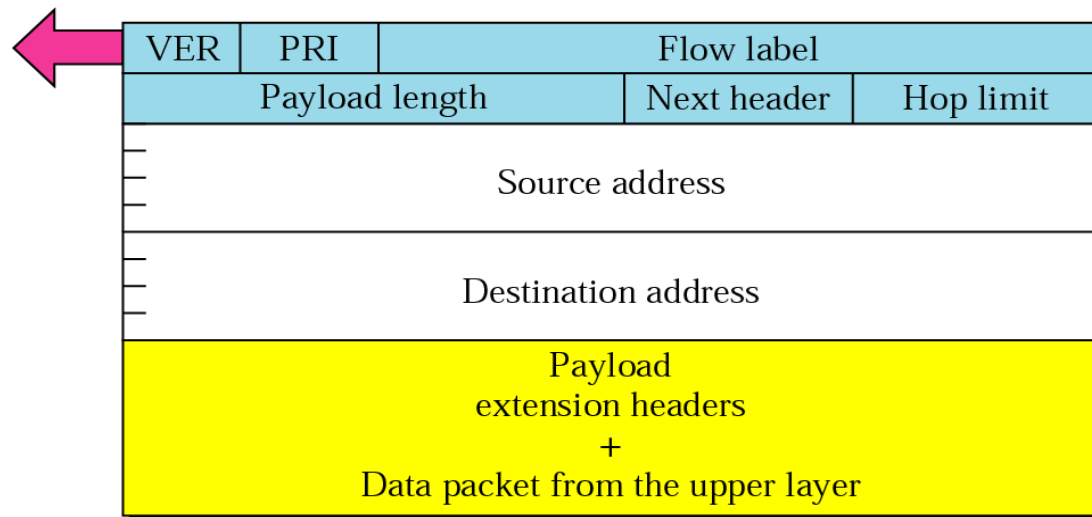 VER PRI Flow label
Payload length Next header Hop limit
Source address
Destination address
Payload
extension headers
+
Data packet from the upper layer